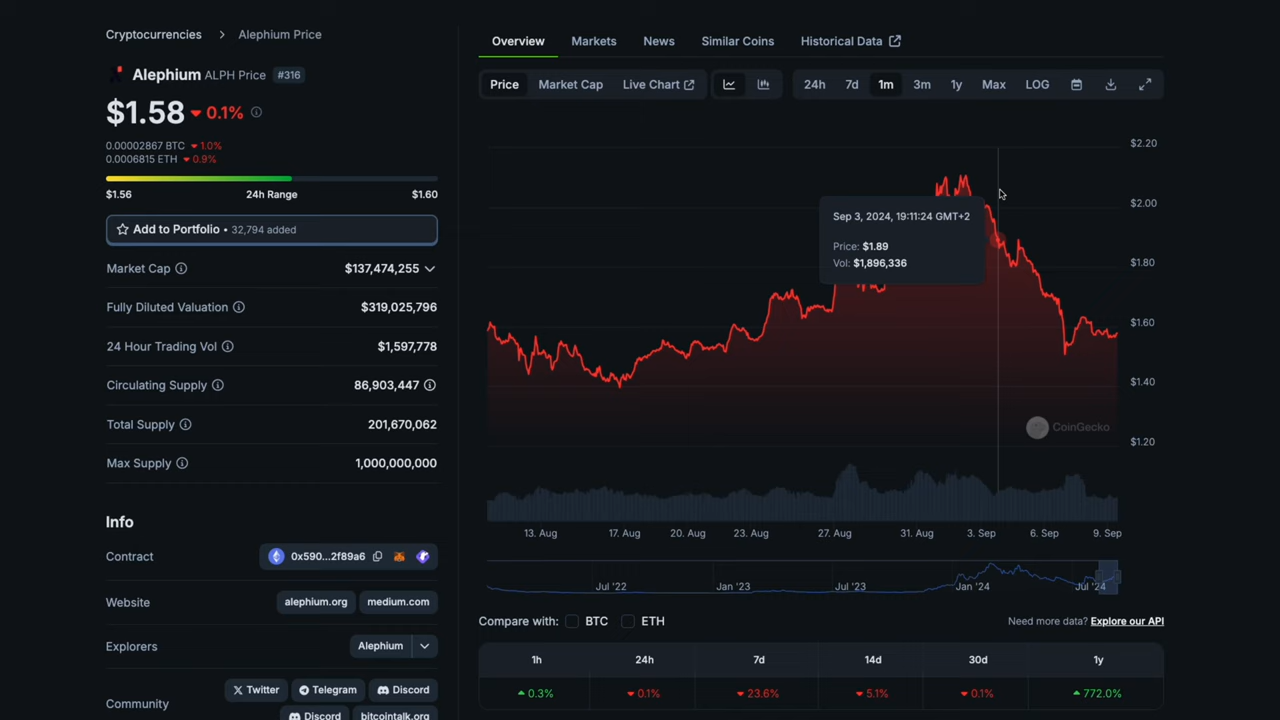 Cryptocurrencies > Alephium Price
Alephium ALPH Price #316
$1.58 0.1%
0.00002867 BTC 1.0%
0.0006815 ETH 0.9%
$1.56 24h Range $1.60
Add to Portfolio • 32,794 added
Market Cap $137,474,255
Fully Diluted Valuation $319,025,796
24 Hour Trading Vol $1,597,778
Circulating Supply 86,903,447
Total Supply 201,670,062
Max Supply 1,000,000,000
Info
Contract 0x590...2f89a6
Website alephium.org medium.com
Explorers Alephium
Community Twitter Telegram Discord
Discord bitcointalk.org
Overview Markets News Similar Coins Historical Data
Price Market Cap Live Chart 24h 7d 1m 3m 1y Max LOG
$2.20
$2.00
$1.80
$1.60
$1.40
$1.20
Sep 3, 2024, 19:11:24 GMT+2
Price: $1.89
Vol: $1,896,336
CoinGecko
13. Aug 17. Aug 20. Aug 23. Aug 27. Aug 31. Aug 3. Sep 6. Sep 9. Sep
Jul '22 Jan '23 Jul '23 Jan '24 Jul '24
Compare with: BTC ETH Need more data? Explore our API
1h 24h 7d 14d 30d 1y
0.3% 0.1% 23.6% 5.1% 0.1% 772.0%